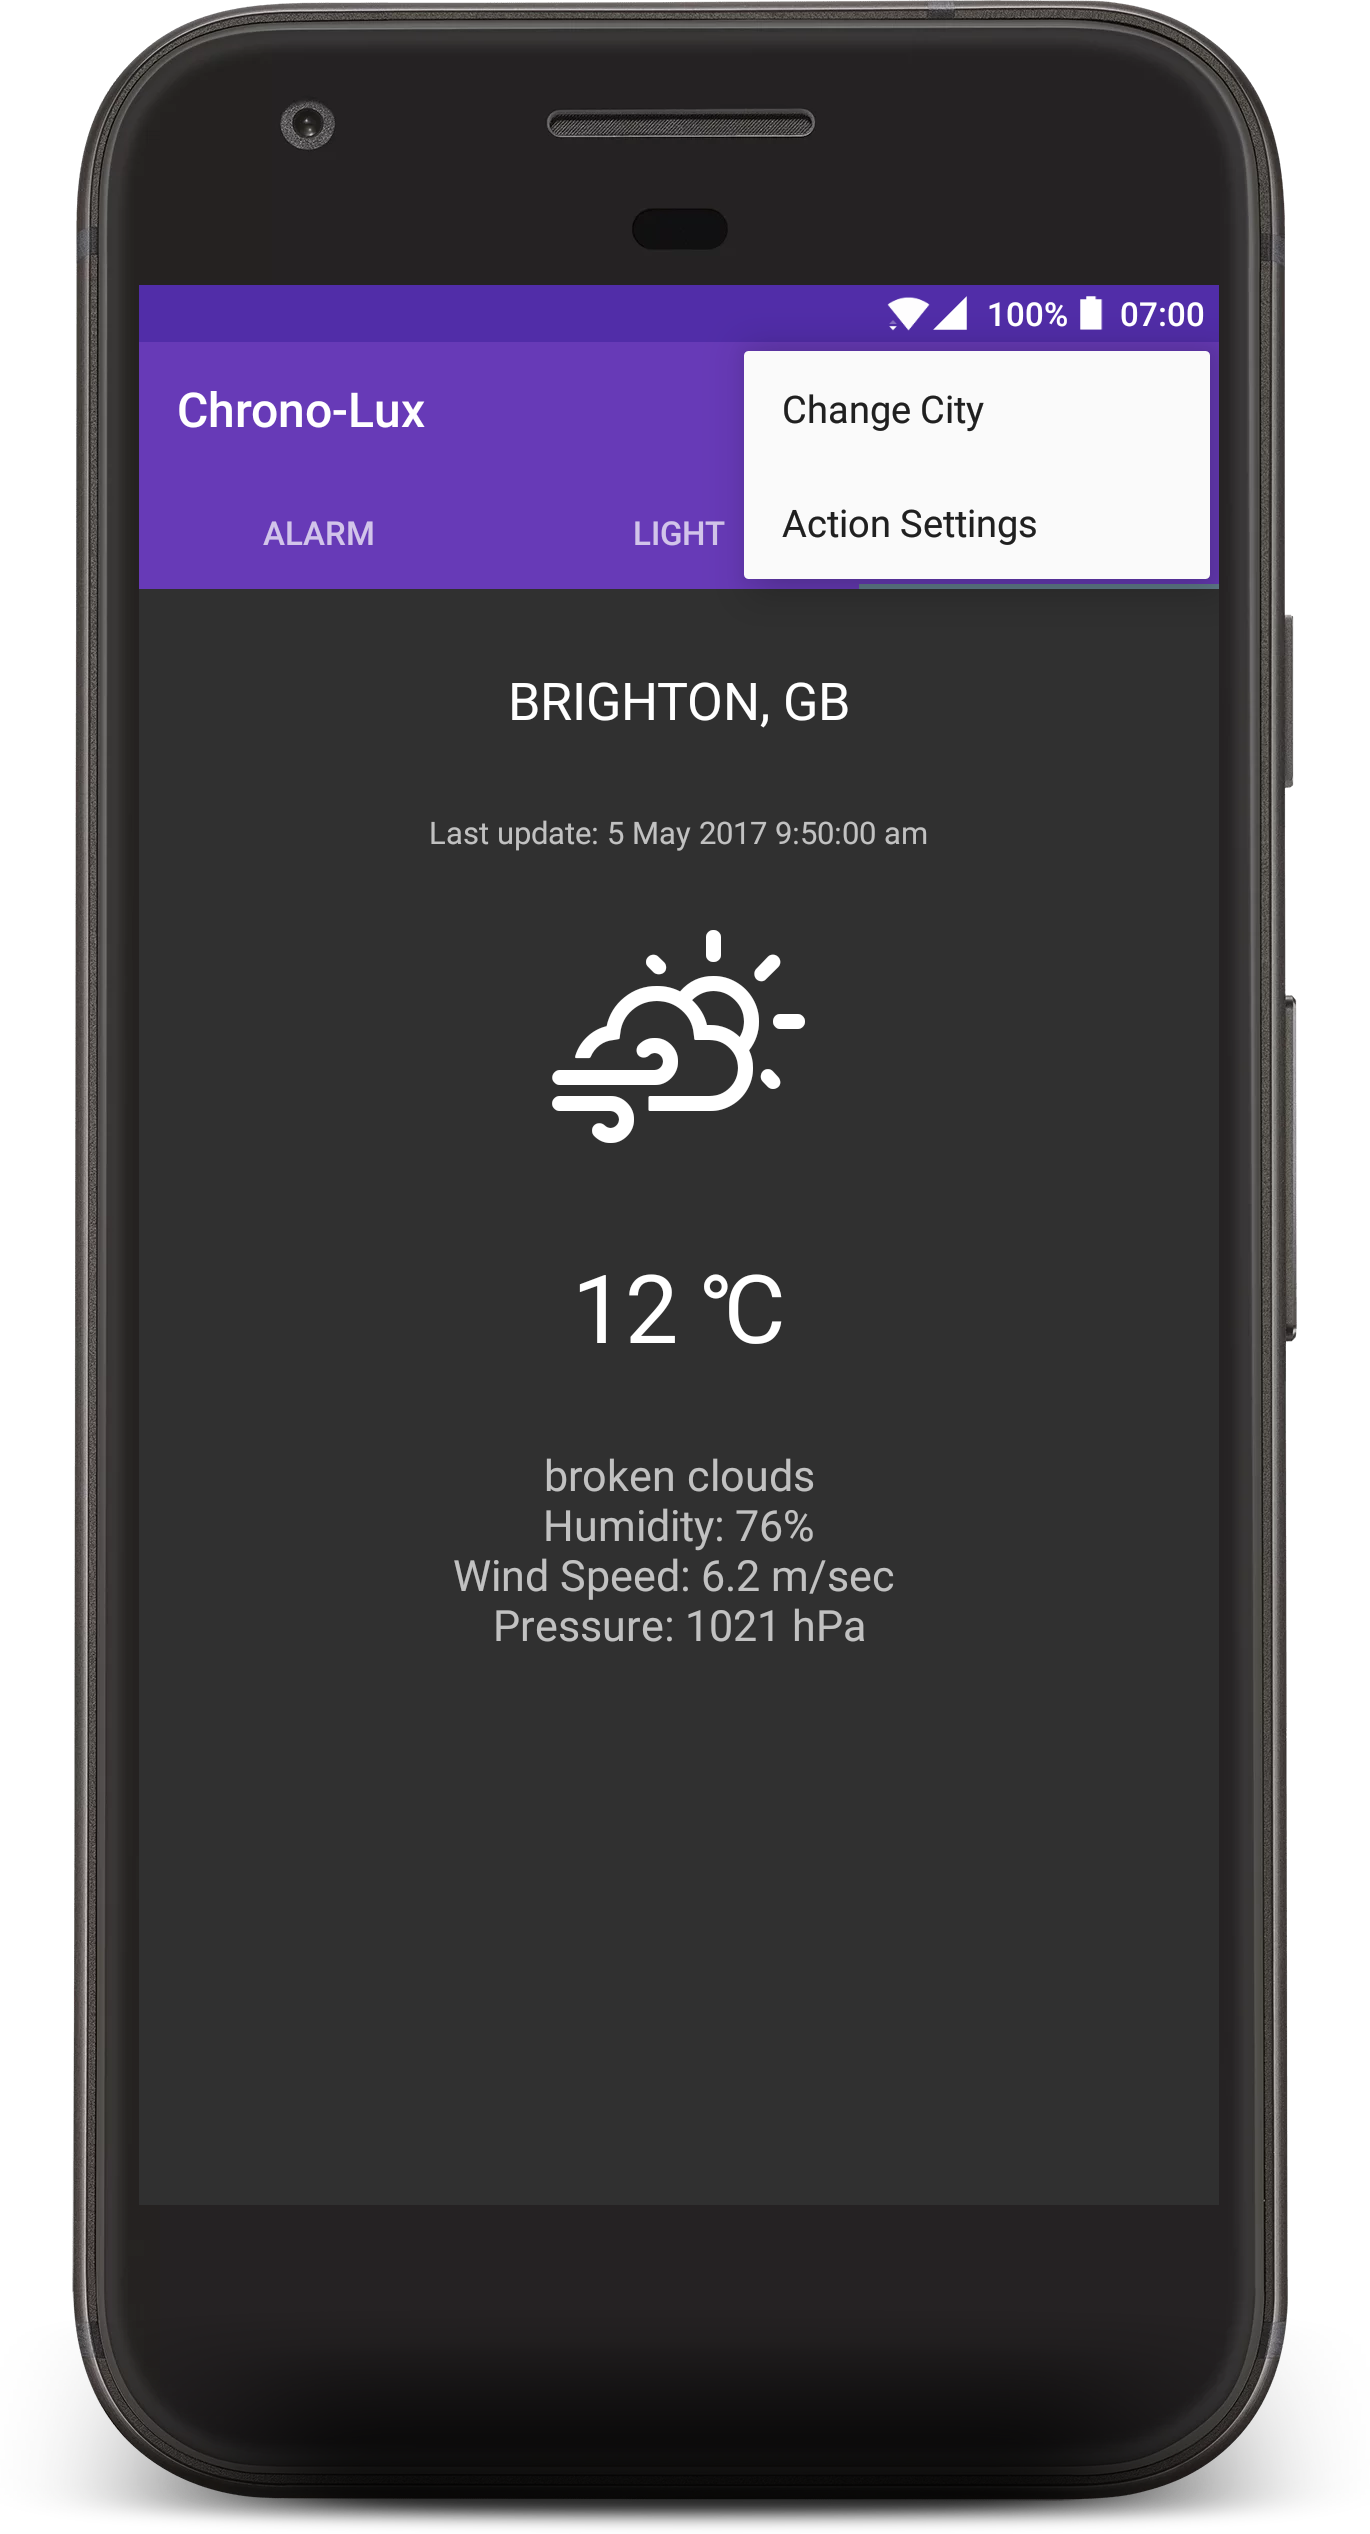 100% 07:00
Chrono-Lux
Change City
Action Settings
ALARM LIGHT
BRIGHTON, GB
Last update: 5 May 2017 9:50:00 am
12 °C
broken clouds
Humidity: 76%
Wind Speed: 6.2 m/sec
Pressure: 1021 hPa